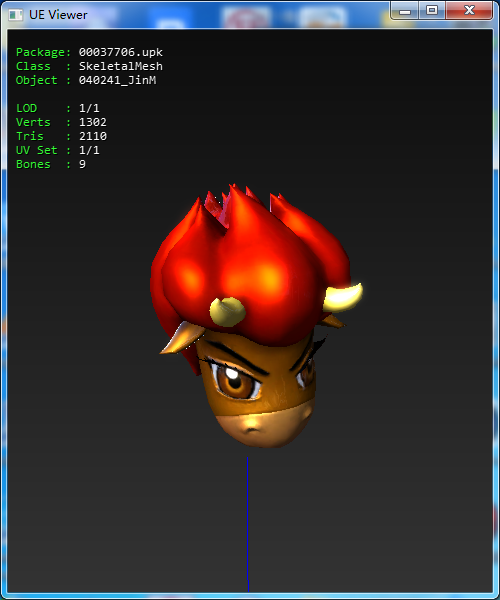 UE Viewer
Package: 00037706.upk
Class : SkeletalMesh
Object : 040241_JinM
LOD : 1/1
Verts : 1302
Tris : 2110
UV Set : 1/1
Bones : 9